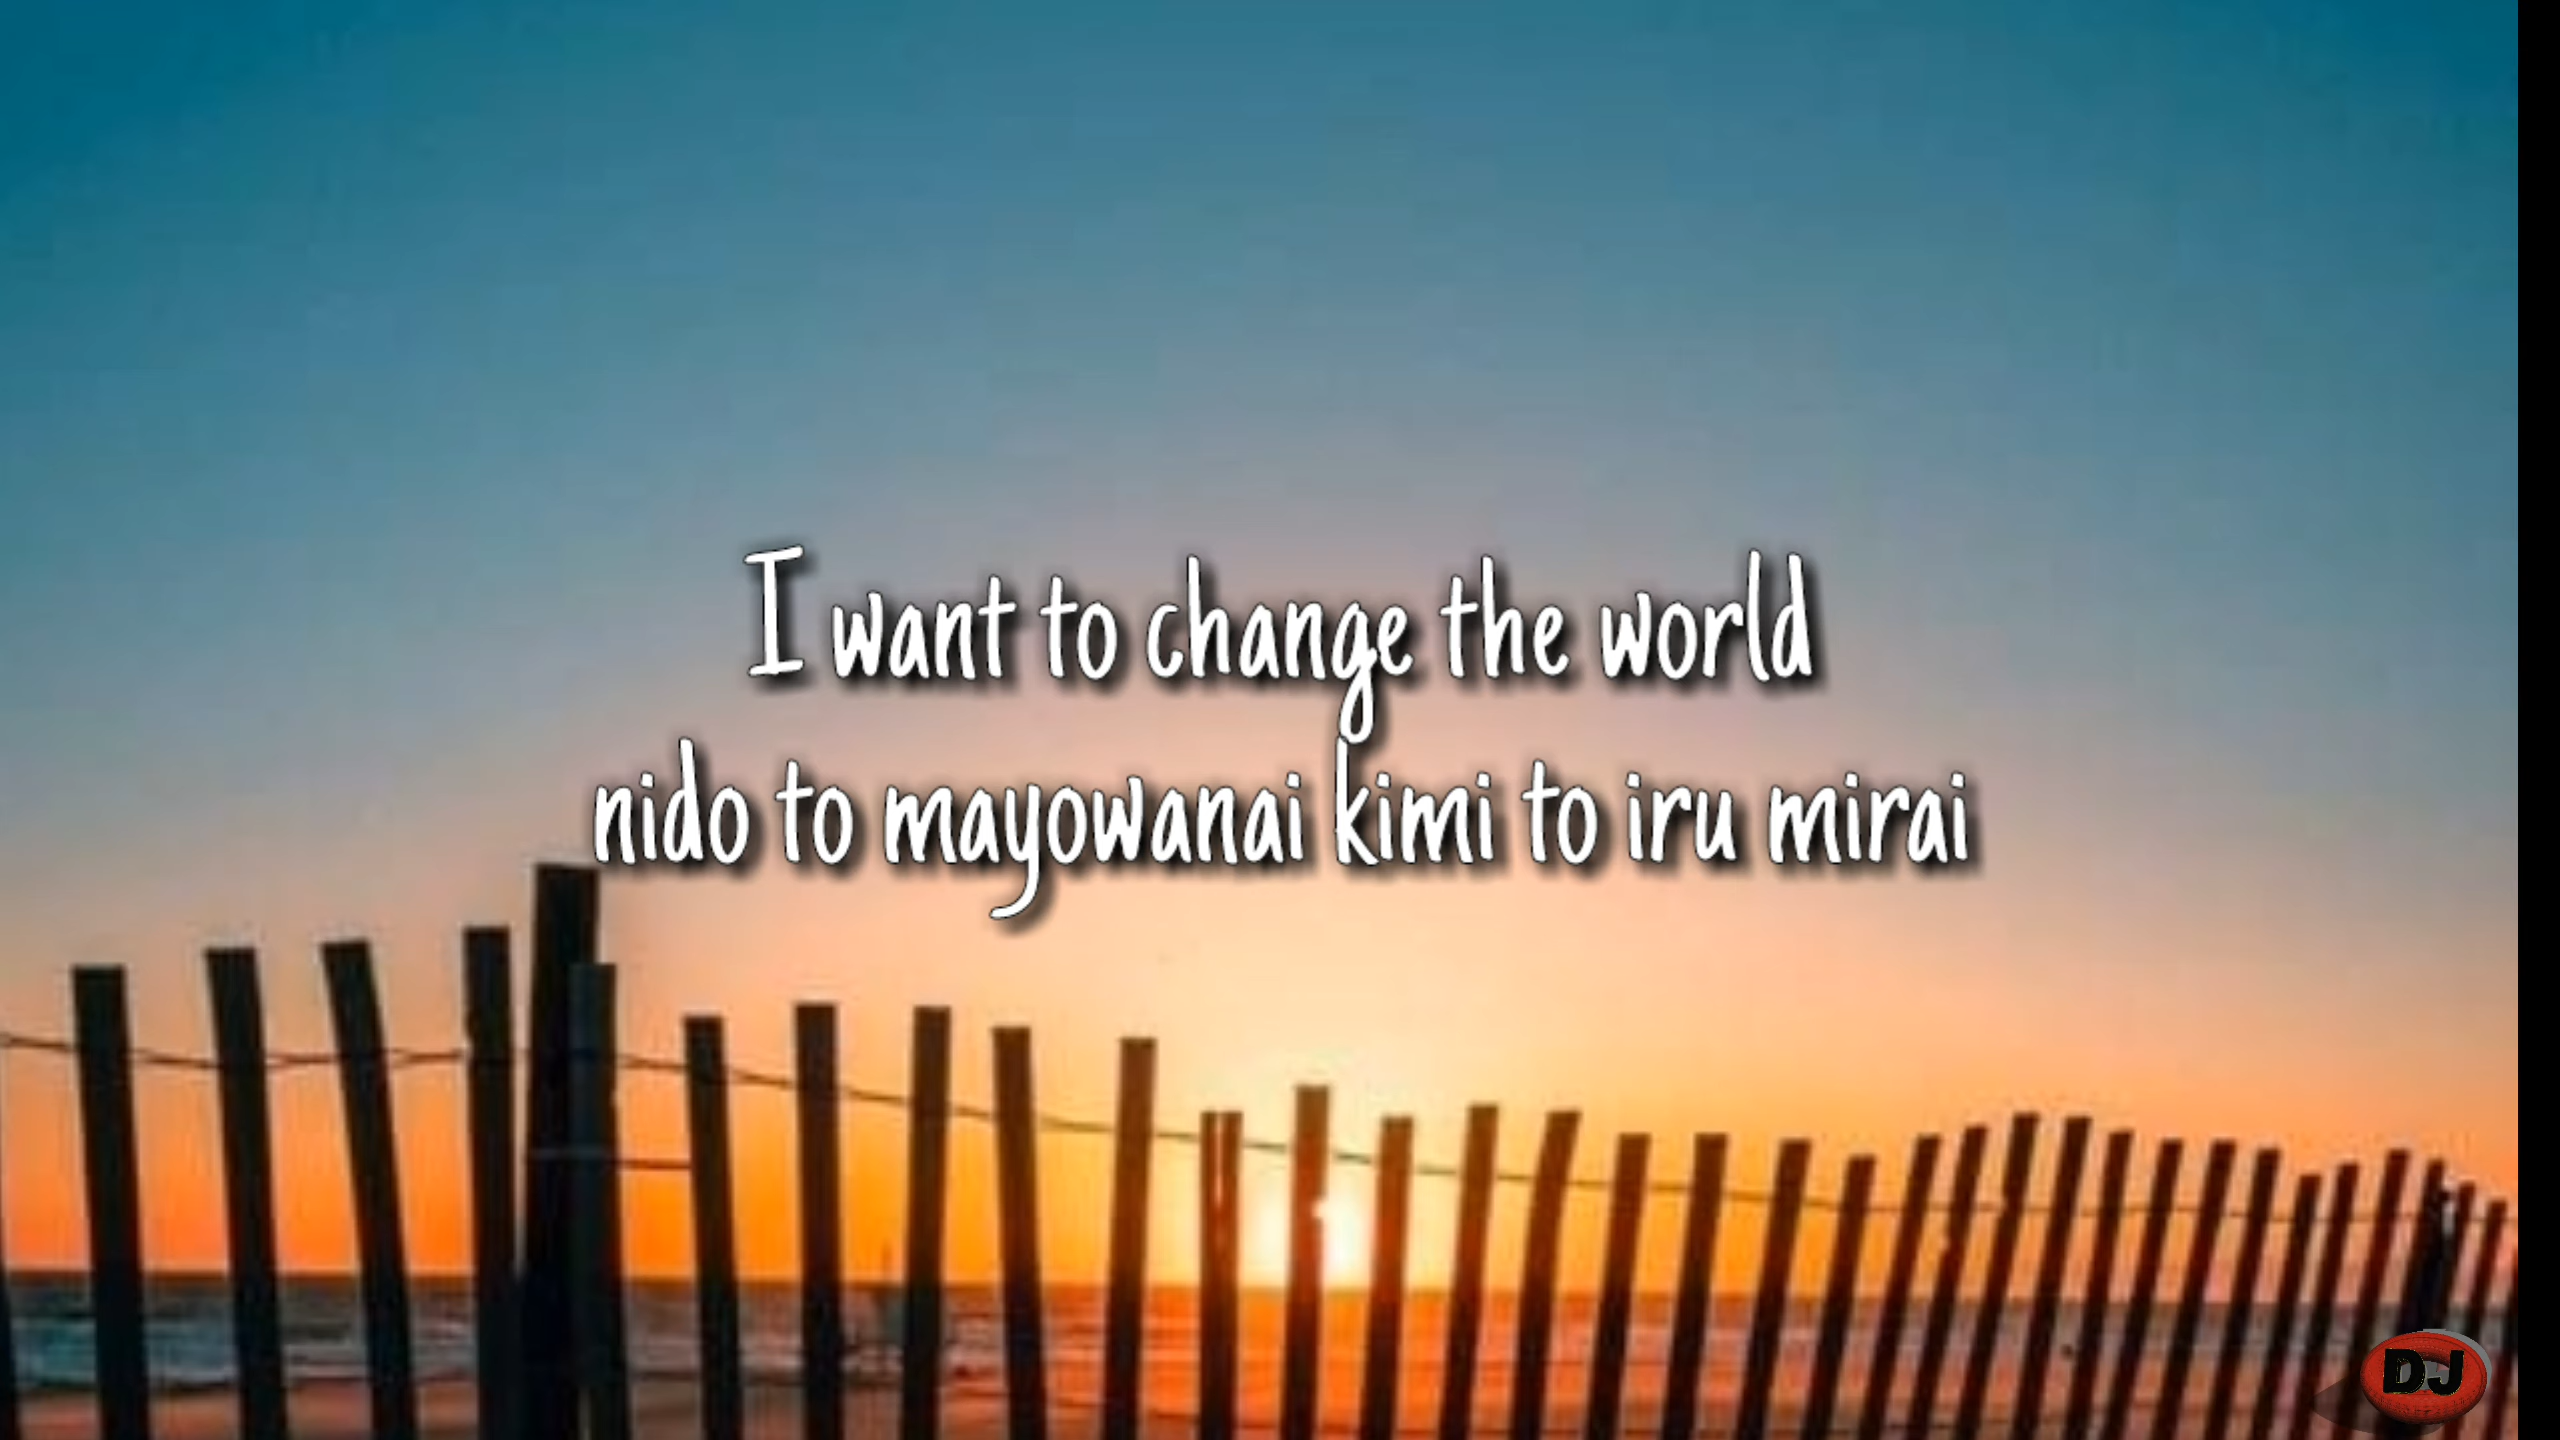 I want to change the world
nido to mayowanai kimi to iru mirai
DJ